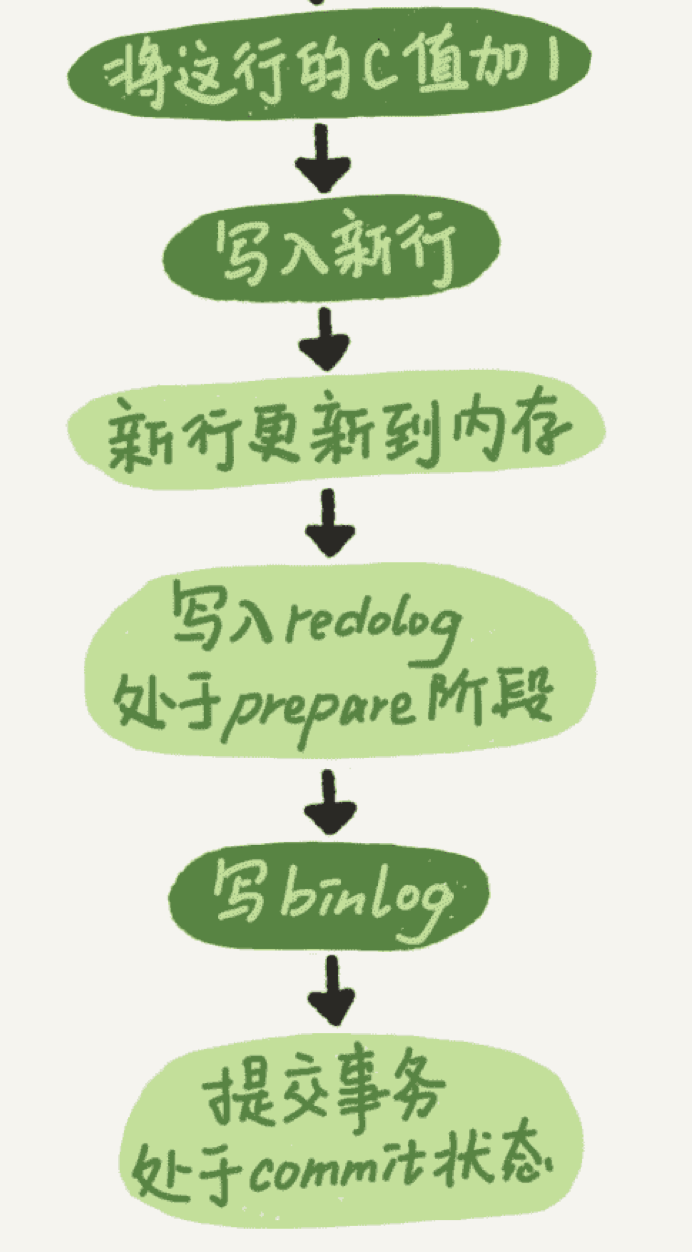 将这行的C值加1
写入新行
新行更新到内存
写入redolog
处于prepare阶段
写binlog
提交事务
处于commit状态